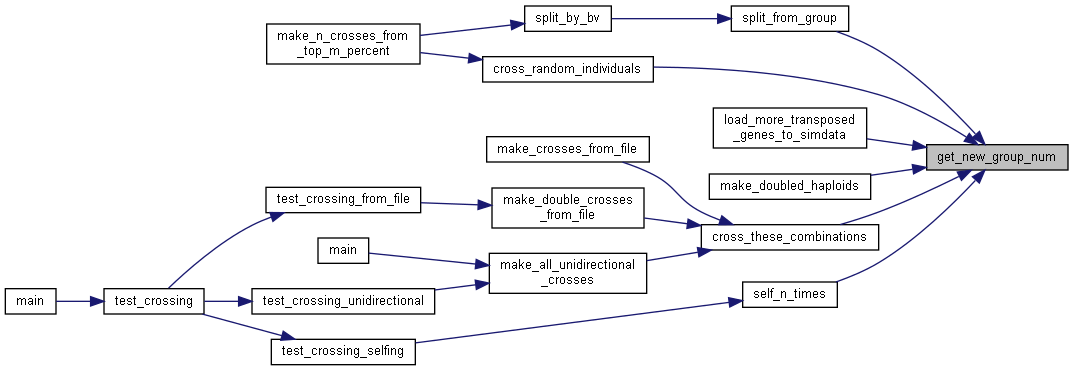 split_by_bv
split_from_group
make_n_crosses_from
_top_m_percent
cross_random_individuals
load_more_transposed
_genes_to_simdata
make_crosses_from_file
get_new_group_num
make_doubled_haploids
test_crossing_from_file
make_double_crosses
_from_file
cross_these_combinations
main
make_all_unidirectional
_crosses
main
test_crossing
test_crossing_unidirectional
self_n_times
test_crossing_selfing